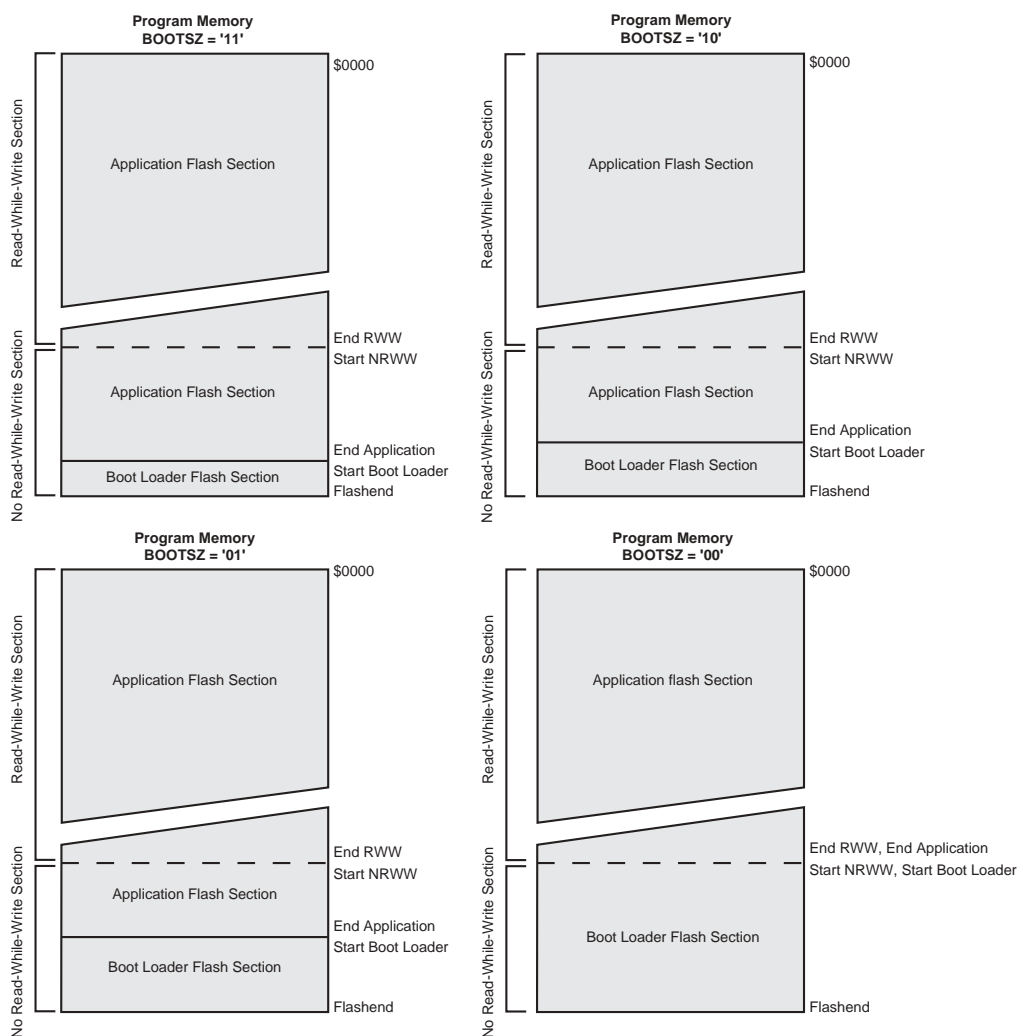 Program Memory
BOOTSZ = '11'
$0000
Read-While-Write Section
Application Flash Section
End RWW
Start NRWW
No Read-While-Write Section
Application Flash Section
End Application
Start Boot Loader
Boot Loader Flash Section
Flashend
Program Memory
BOOTSZ = '10'
$0000
Read-While-Write Section
Application Flash Section
End RWW
Start NRWW
No Read-While-Write Section
Application Flash Section
End Application
Start Boot Loader
Boot Loader Flash Section
Flashend
Program Memory
BOOTSZ = '01'
$0000
Read-While-Write Section
Application Flash Section
End RWW
Start NRWW
No Read-While-Write Section
Application Flash Section
End Application
Start Boot Loader
Boot Loader Flash Section
Flashend
Program Memory
BOOTSZ = '00'
$0000
Read-While-Write Section
Application flash Section
End RWW, End Application
Start NRWW, Start Boot Loader
No Read-While-Write Section
Boot Loader Flash Section
Flashend